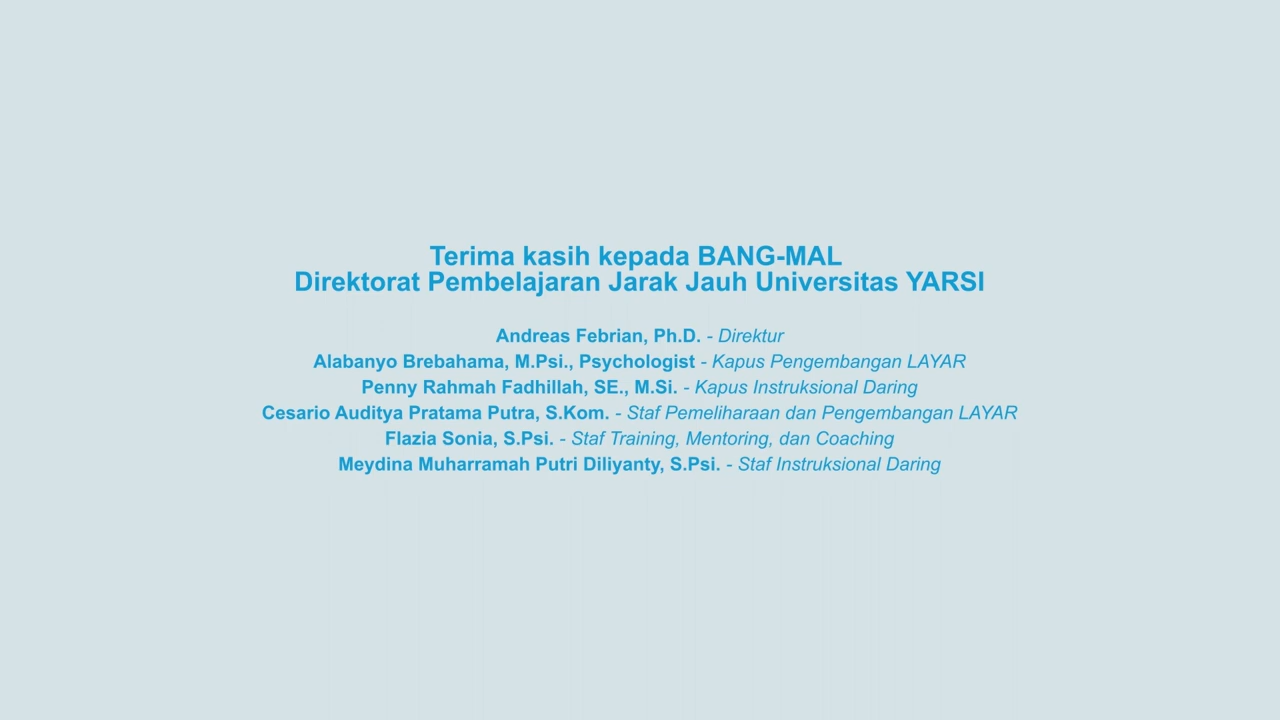 Terima kasih kepada BANG-MAL
Direktorat Pembelajaran Jarak Jauh Universitas YARSI
Andreas Febrian, Ph.D. - Direktur
Alabanyo Brebahama, M.Psi., Psychologist - Kapus Pengembangan LAYAR
Penny Rahmah Fadhillah, SE., M.Si. - Kapus Instruksional Daring
Cesario Auditya Pratama Putra, S.Kom. - Staf Pemeliharaan dan Pengembangan LAYAR
Flazia Sonia, S.Psi. - Staf Training, Mentoring, dan Coaching
Meydina Muharramah Putri Diliyanty, S.Psi. - Staf Instruksional Daring